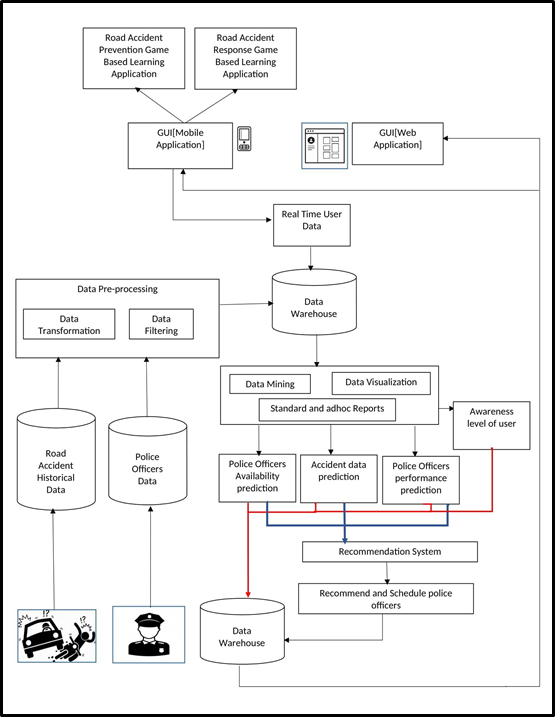 Road Accident
Prevention Game
Based Learning
Application
Road Accident
Response Game
Based Learning
Application
GUI[Mobile
Application]
GUI[Web
Application]
Real Time User
Data
Data Pre-processing
Data
Transformation
Data
Filtering
Data
Warehouse
Data Mining
Data Visualization
Standard and adhoc Reports
Awareness
level of user
Road
Accident
Historical
Data
Police
Officers
Data
Police Officers
Availability
prediction
Accident data
prediction
Police Officers
performance
prediction
Recommendation System
Recommend and Schedule police
officers
Data
Warehouse
!?
!?